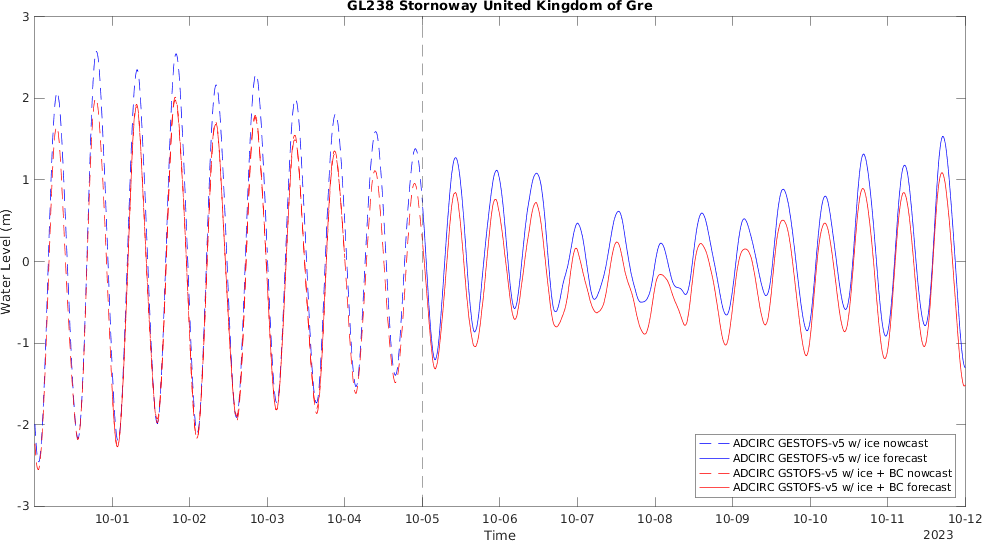 GL238 Stornoway United Kingdom of Gre
3
2
1
0
-1
-2
-3
Water Level (m)
ADCIRC GESTOFS-v5 w/ ice nowcast
ADCIRC GESTOFS-v5 w/ ice forecast
ADCIRC GSTOFS-v5 w/ ice + BC nowcast
ADCIRC GSTOFS-v5 w/ ice + BC forecast
10-01 10-02 10-03 10-04 10-05 10-06 10-07 10-08 10-09 10-10 10-11 10-12
Time
2023